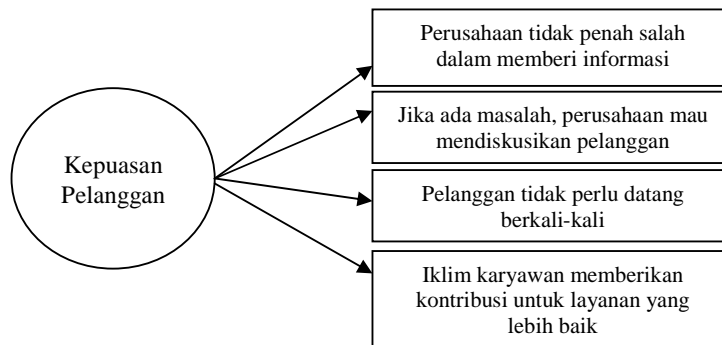 Kepuasan
Pelanggan
Perusahaan tidak penah salah
dalam memberi informasi
Jika ada masalah, perusahaan mau
mendiskusikan pelanggan
Pelanggan tidak perlu datang
berkali-kali
Iklim karyawan memberikan
kontribusi untuk layanan yang
lebih baik